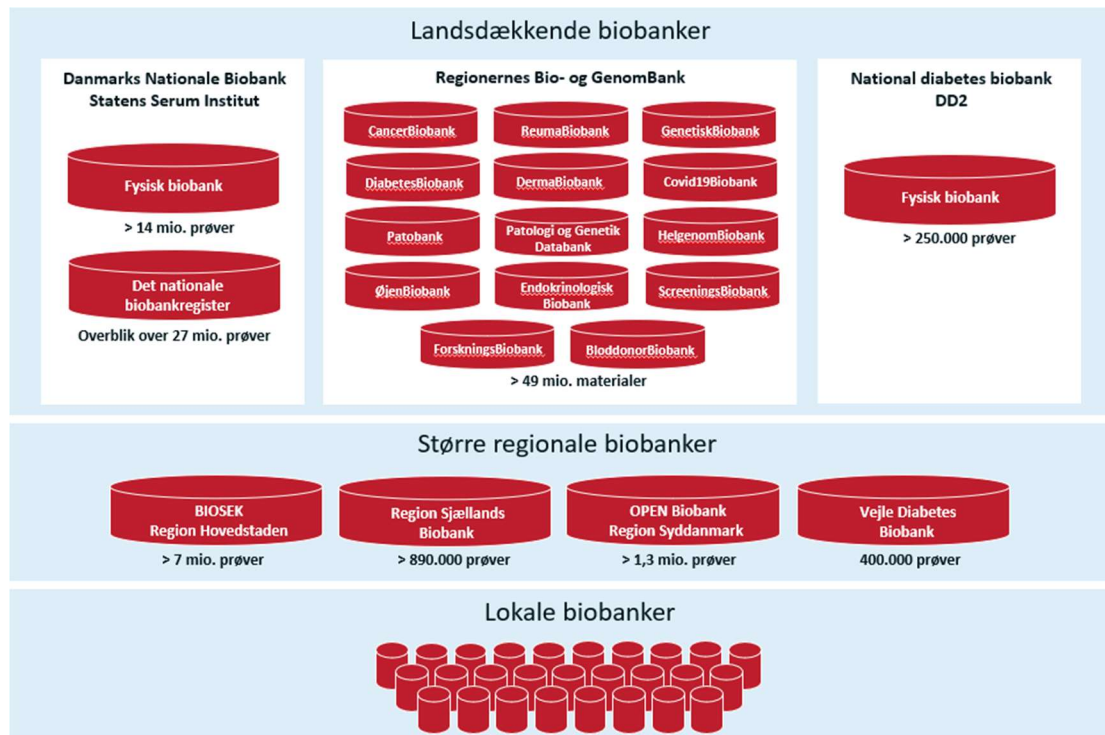 Landsdækkende biobanker
Danmarks Nationale Biobank
Statens Serum Institut
Fysisk biobank
> 14 mio. prøver
Det nationale
biobankregister
Overblik over 27 mio. prøver
Regionernes Bio- og GenomBank
CancerBiobank
ReumaBiobank
GenetiskBiobank
DiabetesBiobank
DermaBiobank
Covid19Biobank
Patobank
Patologi og Genetik
Databank
HelgenomBiobank
ØjenBiobank
Endokrinologisk
Biobank
ScreeningsBiobank
ForskningsBiobank
BloddonorBiobank
> 49 mio. materialer
National diabetes biobank
DD2
Fysisk biobank
> 250.000 prøver
Større regionale biobanker
BIOSEK
Region Hovedstaden
> 7 mio. prøver
Region Sjællands
Biobank
> 890.000 prøver
OPEN Biobank
Region Syddanmark
> 1,3 mio. prøver
Vejle Diabetes
Biobank
400.000 prøver
Lokale biobanker